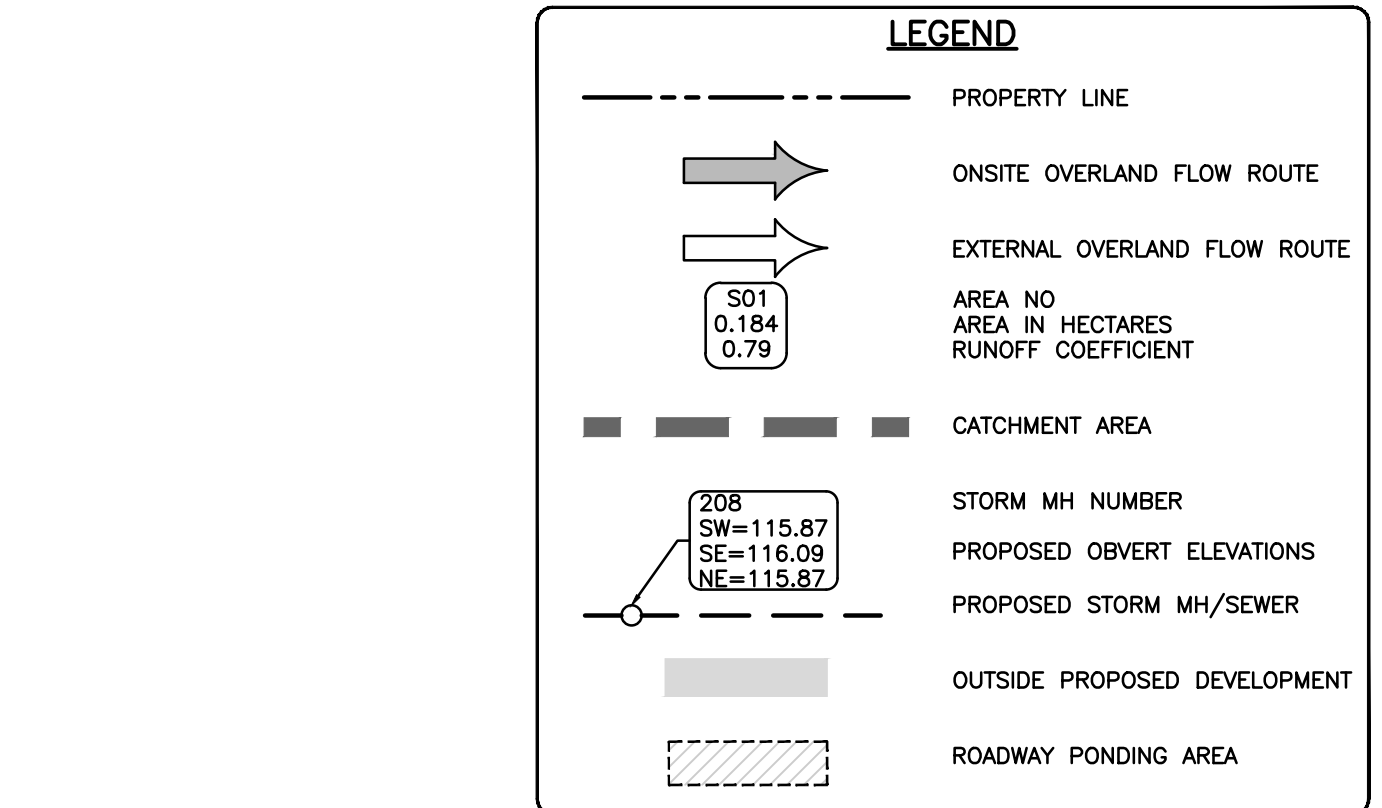 LEGEND
PROPERTY LINE
ONSITE OVERLAND FLOW ROUTE
EXTERNAL OVERLAND FLOW ROUTE
S01
0.184
0.79
AREA NO
AREA IN HECTARES
RUNOFF COEFFICIENT
CATCHMENT AREA
208
SW=115.87
SE=116.09
NE=115.87
STORM MH NUMBER
PROPOSED OBVERT ELEVATIONS
PROPOSED STORM MH/SEWER
OUTSIDE PROPOSED DEVELOPMENT
ROADWAY PONDING AREA